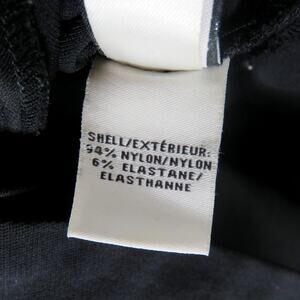 SHELL/EXTÉRIEUR:
94% NYLON/NYLON
6% ELASTANE/
ELASTHANNE